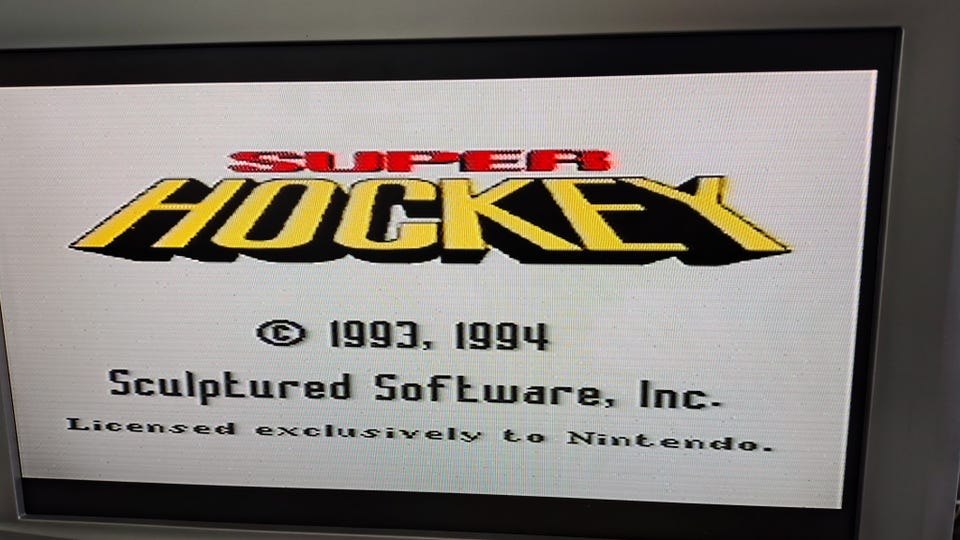 SUPER
HOCKEY
© 1993, 1994
Sculptured Software, Inc.
Licensed exclusively to Nintendo.